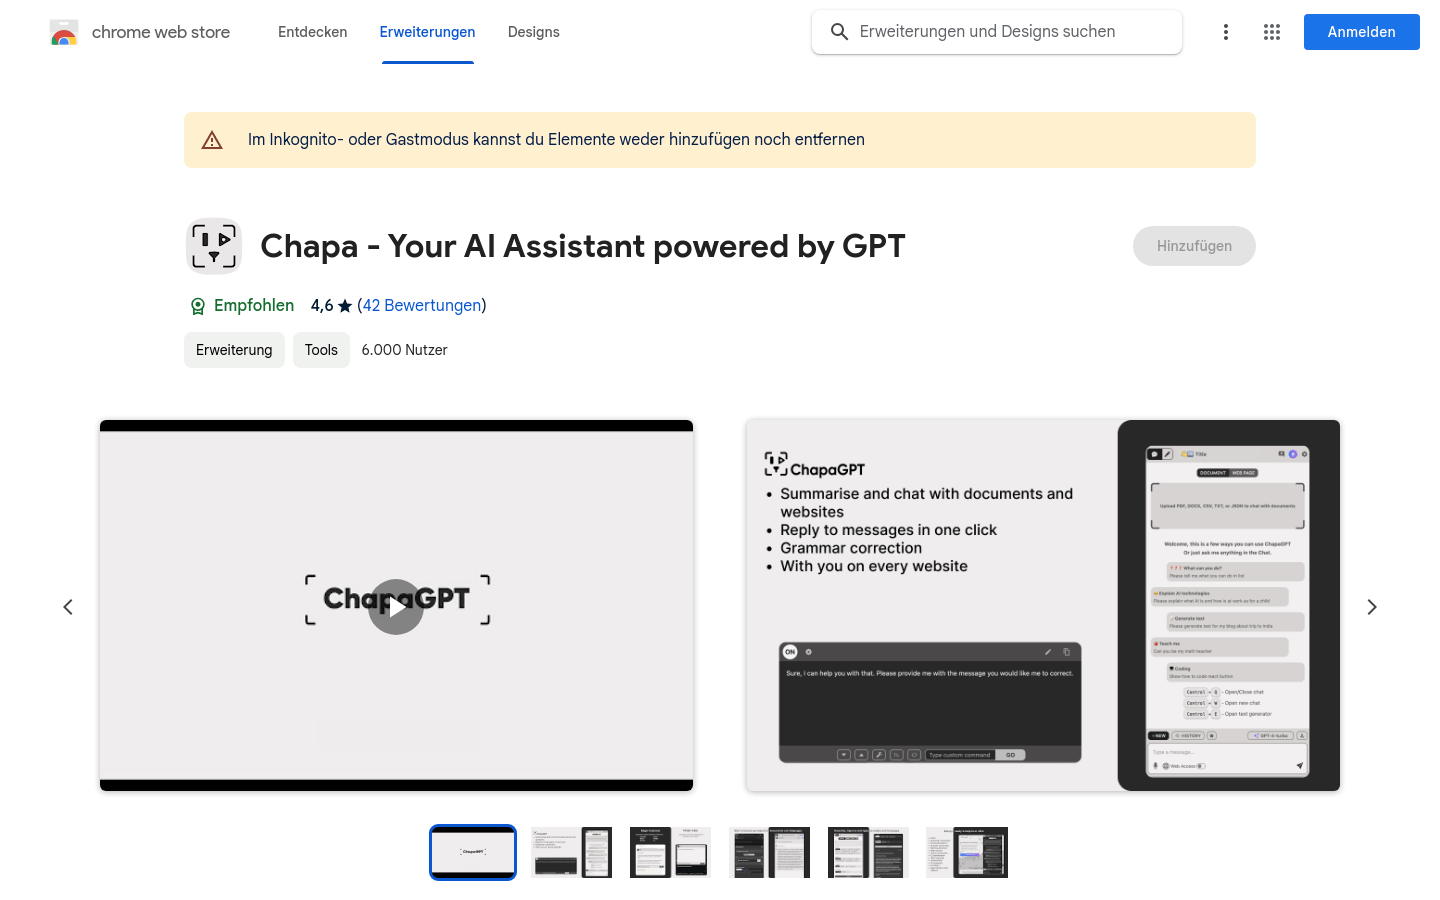 chrome web store
Entdecken
Erweiterungen
Designs
Erweiterungen und Designs suchen
Anmelden
Im Inkognito- oder Gastmodus kannst du Elemente weder hinzufügen noch entfernen
Chapa - Your AI Assistant powered by GPT
Hinzufügen
Empfohlen
4,6 ★ (42 Bewertungen)
Erweiterung
Tools
6.000 Nutzer
ChapaGPT
ChapaGPT
• Summarise and chat with documents and
websites
• Reply to messages in one click
• Grammar correction
• With you on every website
ON
Sure, I can help you with that. Please provide me with the message you would like me to correct.
Type custom command
GO
Title
DOCUMENT
WEB PAGE
Upload PDF, DOCX, CSV, TXT, or JSON to chat with documents
Welcome, this is a few ways you can use ChapaGPT
Or just ask me anything in the Chat.
What can you do?
Please tell me what you can do in list
Explain AI technologies
Please explain what AI is and how is ai work as for a child
Generate text
Please generate text for my blog about trip to India
Teach me
Can you be my math teacher
Coding
Show how to code react button
Control + Q - Open/Close chat
Control + W - Open new chat
Control + E - Open text generator
+ NEW
HISTORY
GPT-4-turbo
Type a message...
Web Access
ChapaGPT